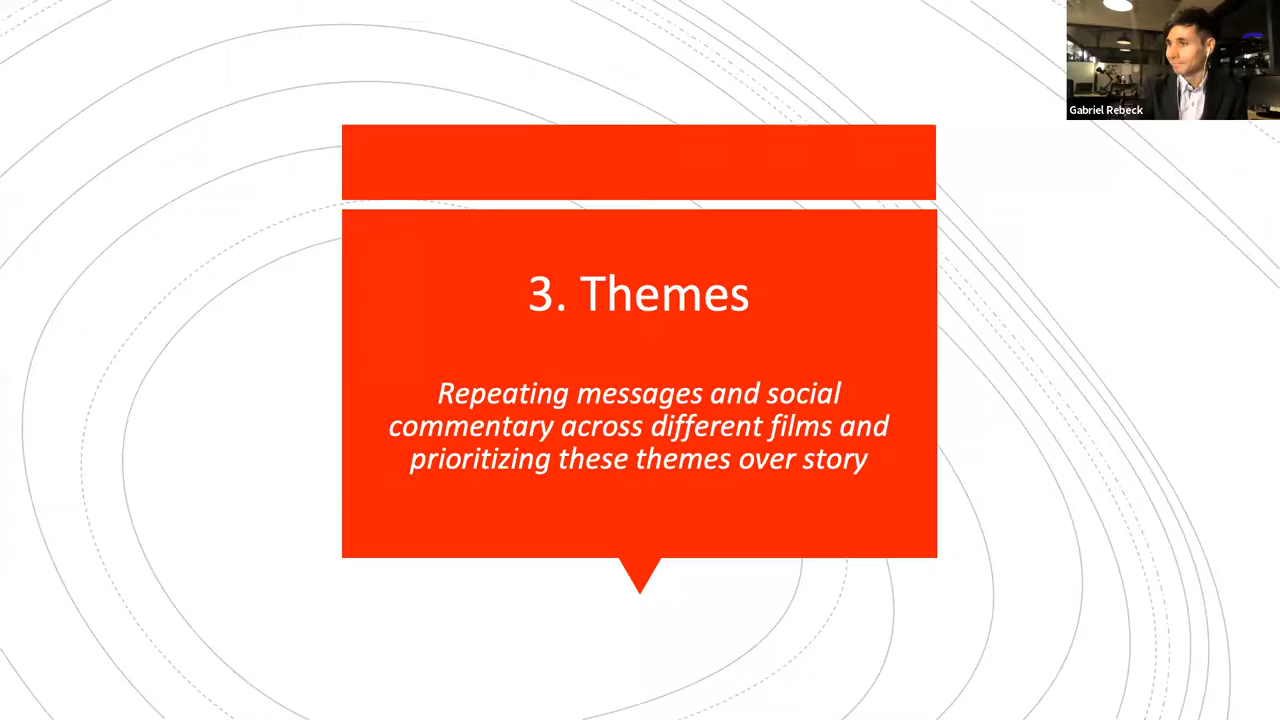 Gabriel Rebeck
3. Themes
Repeating messages and social
commentary across different films and
prioritizing these themes over story